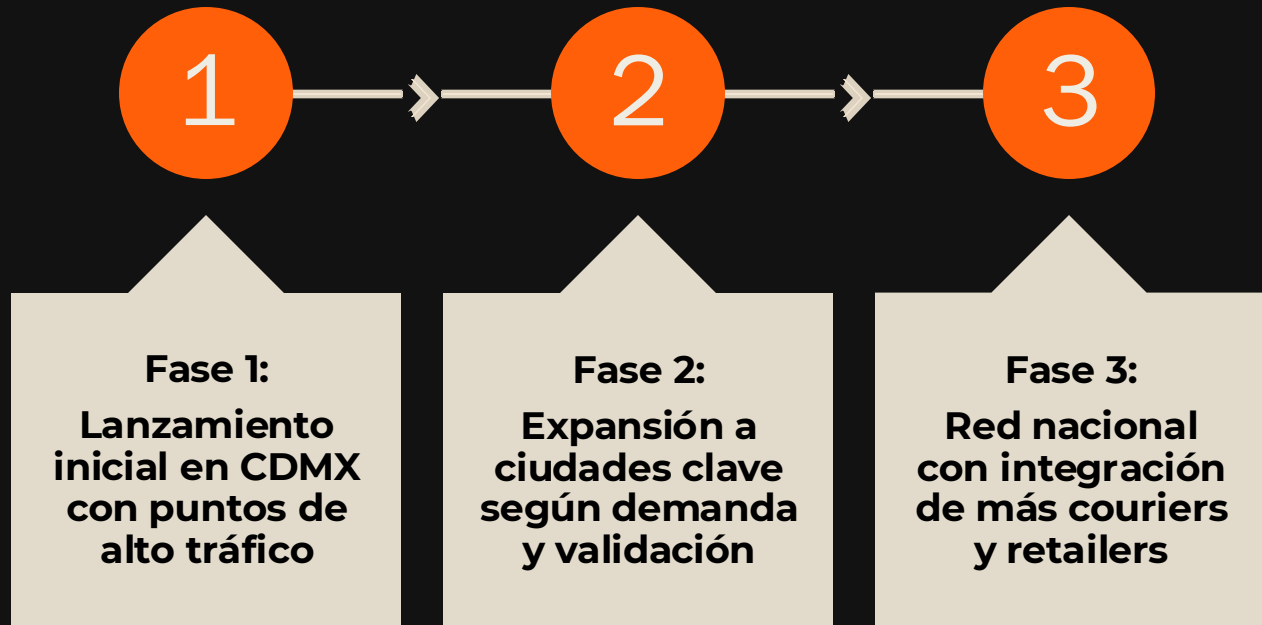 1
2
3
Fase 1:
Lanzamiento
inicial en CDMX
con puntos de
alto tráfico
Fase 2:
Expansión a
ciudades clave
según demanda
y validación
Fase 3:
Red nacional
con integración
de más couriers
y retailers